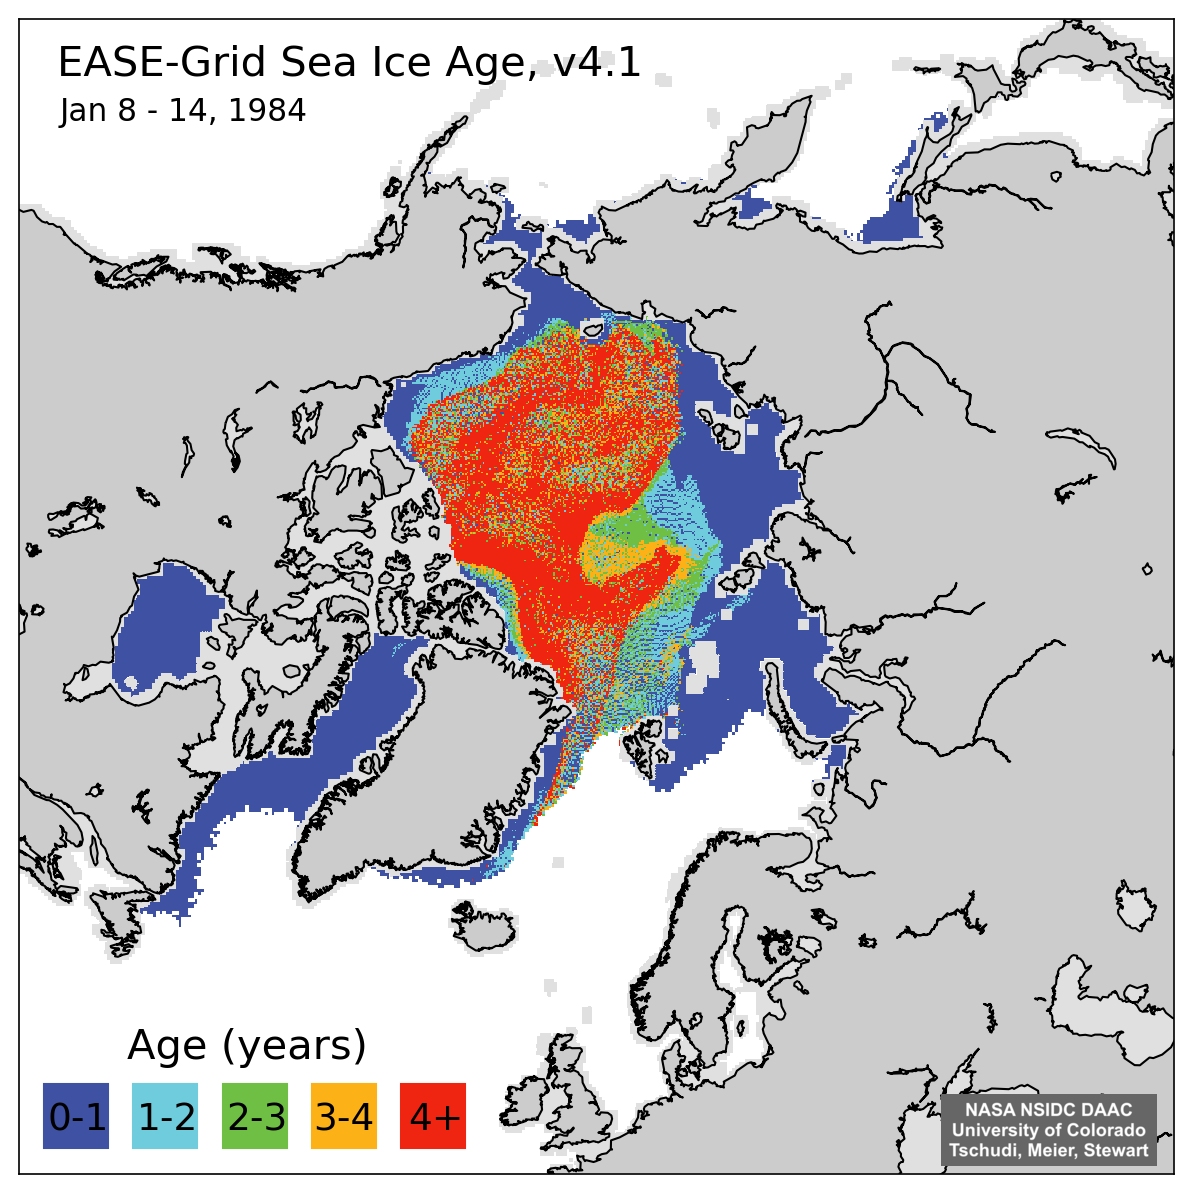 EASE-Grid Sea Ice Age, v4.1
Jan 8 - 14, 1984
Age (years)
0-1 1-2 2-3 3-4 4+
NASA NSIDC DAAC
University of Colorado
Tschudi, Meier, Stewart